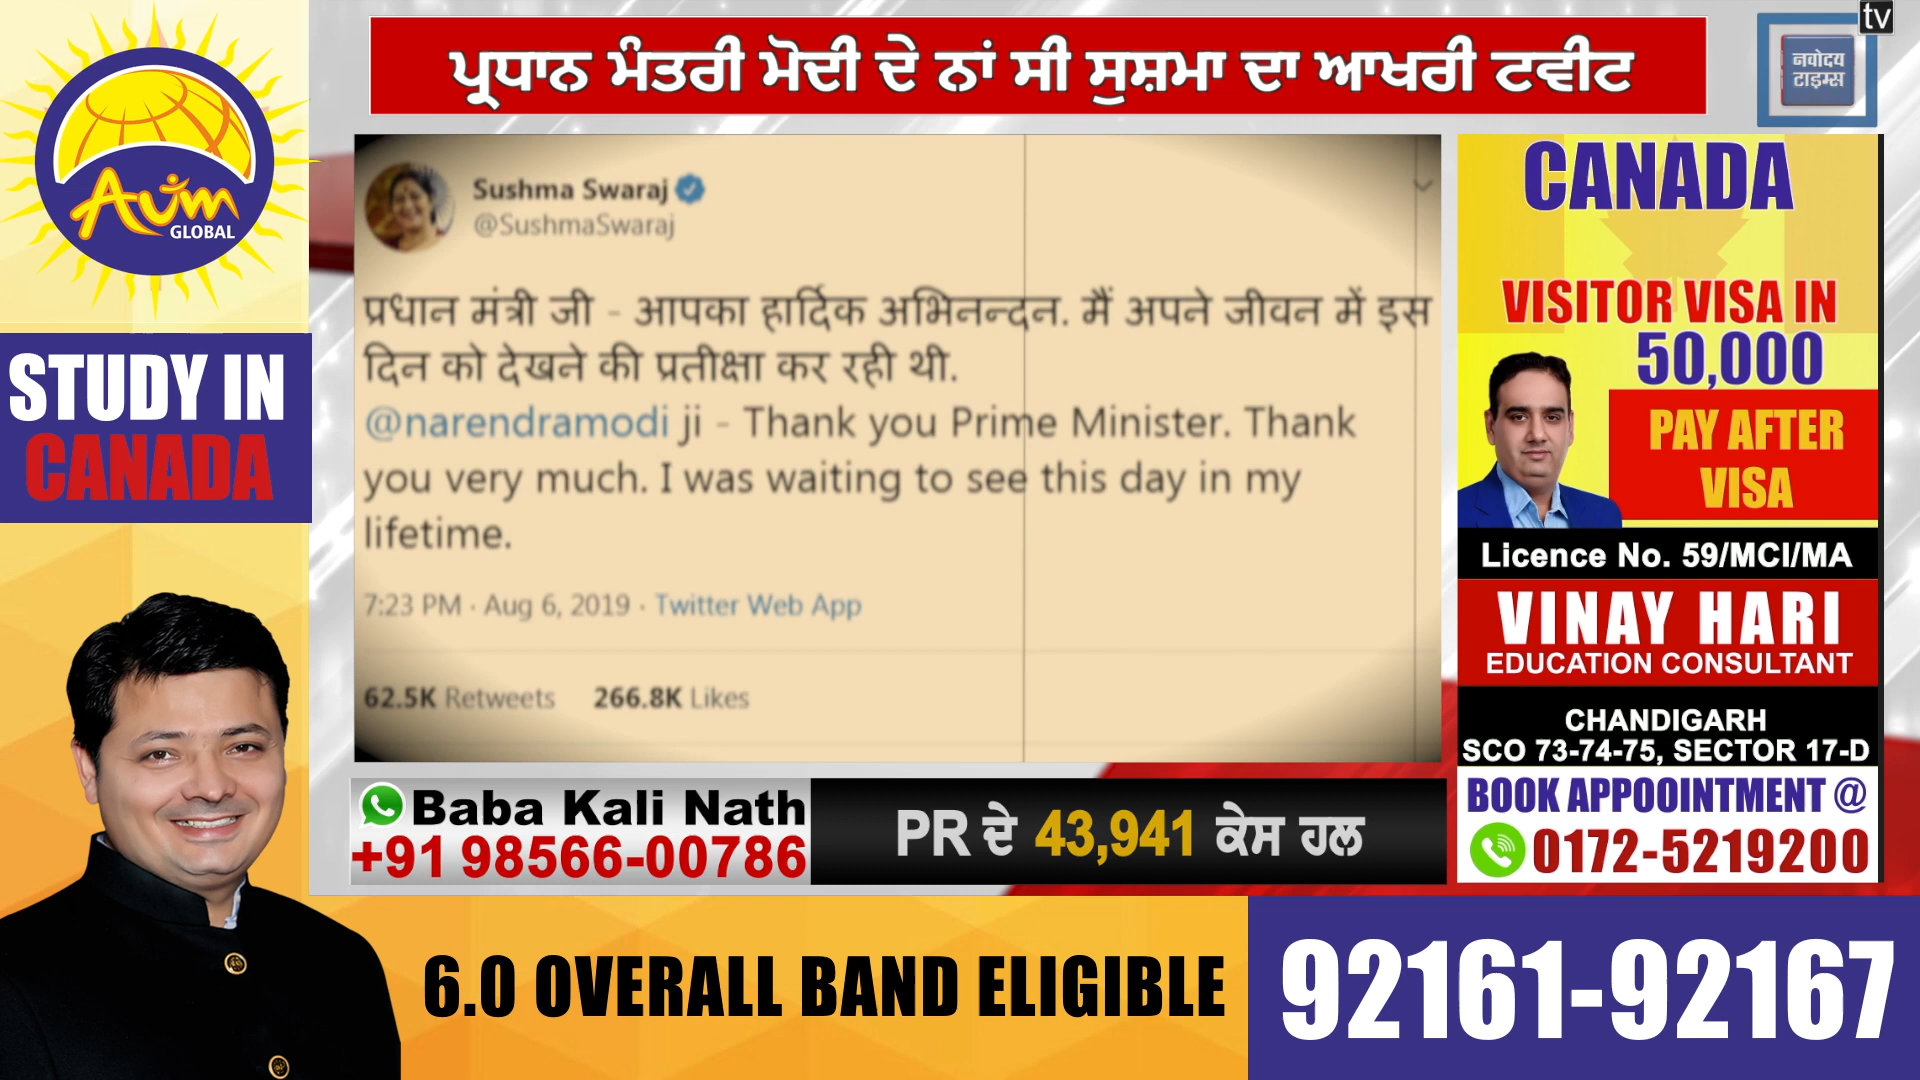 ਪ੍ਰਧਾਨ ਮੰਤਰੀ ਮੋਦੀ ਦੇ ਨਾਂ ਸੀ ਸੁਸ਼ਮਾ ਦਾ ਆਖਰੀ ਟਵੀਟ
tv
नवोदय
टाइम्स
AUM
GLOBAL
STUDY IN
CANADA
Sushma Swaraj
@SushmaSwaraj
प्रधान मंत्री जी - आपका हार्दिक अभिनन्दन. मैं अपने जीवन में इस
दिन को देखने की प्रतीक्षा कर रही थी.
@narendramodi ji - Thank you Prime Minister. Thank
you very much. I was waiting to see this day in my
lifetime.
7:23 PM · Aug 6, 2019 · Twitter Web App
62.5K Retweets 266.8K Likes
CANADA
VISITOR VISA IN
50,000
PAY AFTER
VISA
Licence No. 59/MCI/MA
VINAY HARI
EDUCATION CONSULTANT
CHANDIGARH
SCO 73-74-75, SECTOR 17-D
BOOK APPOOINTMENT @
0172-5219200
Baba Kali Nath
+91 98566-00786
PR ਦੇ 43,941 ਕੇਸ ਹਲ
6.0 OVERALL BAND ELIGIBLE
92161-92167